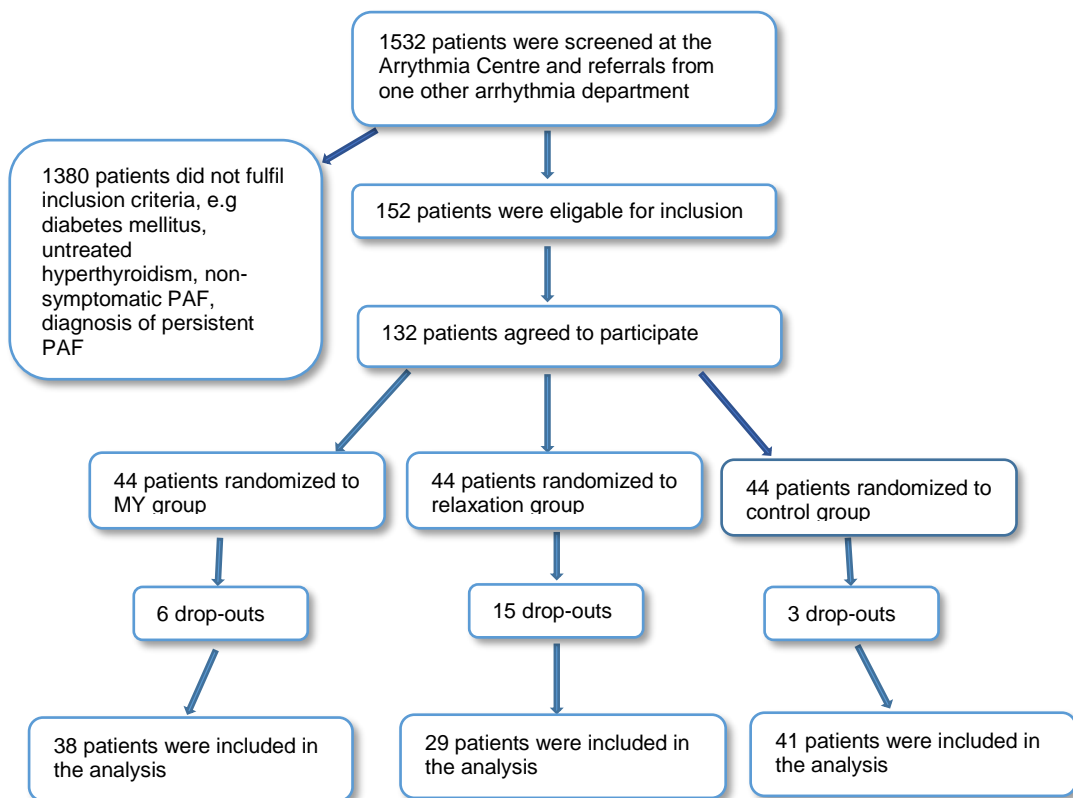 1532 patients were screened at the
Arrythmia Centre and referrals from
one other arrhythmia department
1380 patients did not fulfil
inclusion criteria, e.g
diabetes mellitus,
untreated
hyperthyroidism, non-
symptomatic PAF,
diagnosis of persistent
PAF
152 patients were eligable for inclusion
132 patients agreed to participate
44 patients randomized to
MY group
44 patients randomized to
relaxation group
44 patients randomized to
control group
6 drop-outs
15 drop-outs
3 drop-outs
38 patients were included in
the analysis
29 patients were included in
the analysis
41 patients were included in
the analysis